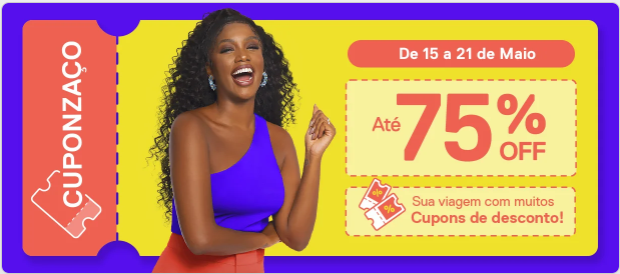 CUPONZAÇO
De 15 a 21 de Maio
Até 75% OFF
%
%
Sua viagem com muitos
Cupons de desconto!